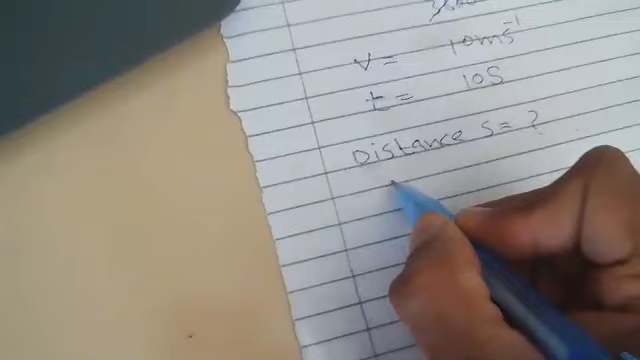 v = 10ms⁻¹
t = 10S
Distance S = ?